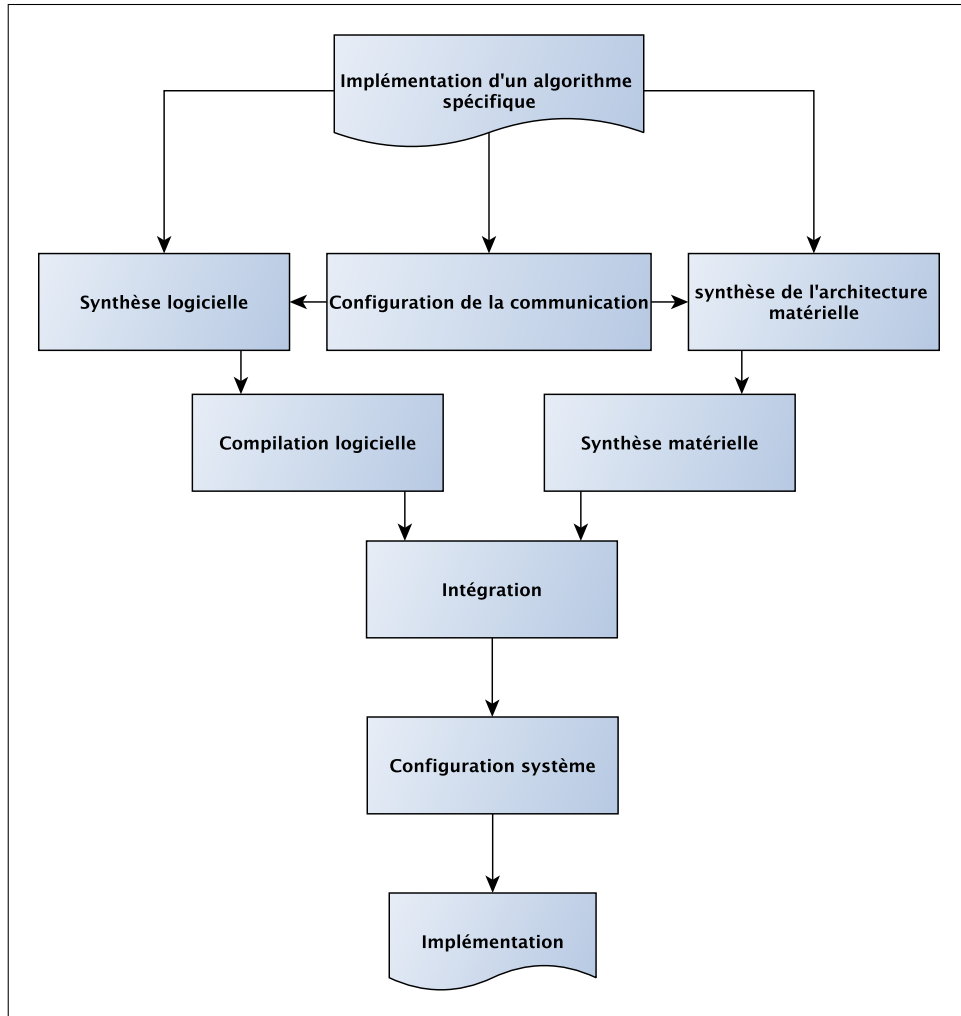 Implémentation d'un algorithme
spécifique
Synthèse logicielle
Configuration de la communication
synthèse de l'architecture
matérielle
Compilation logicielle
Synthèse matérielle
Intégration
Configuration système
Implémentation